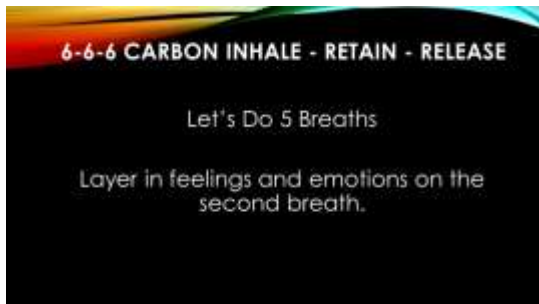 6-6-6 CARBON INHALE - RETAIN - RELEASE
Let's Do 5 Breaths
Layer in feelings and emotions on the
second breath.